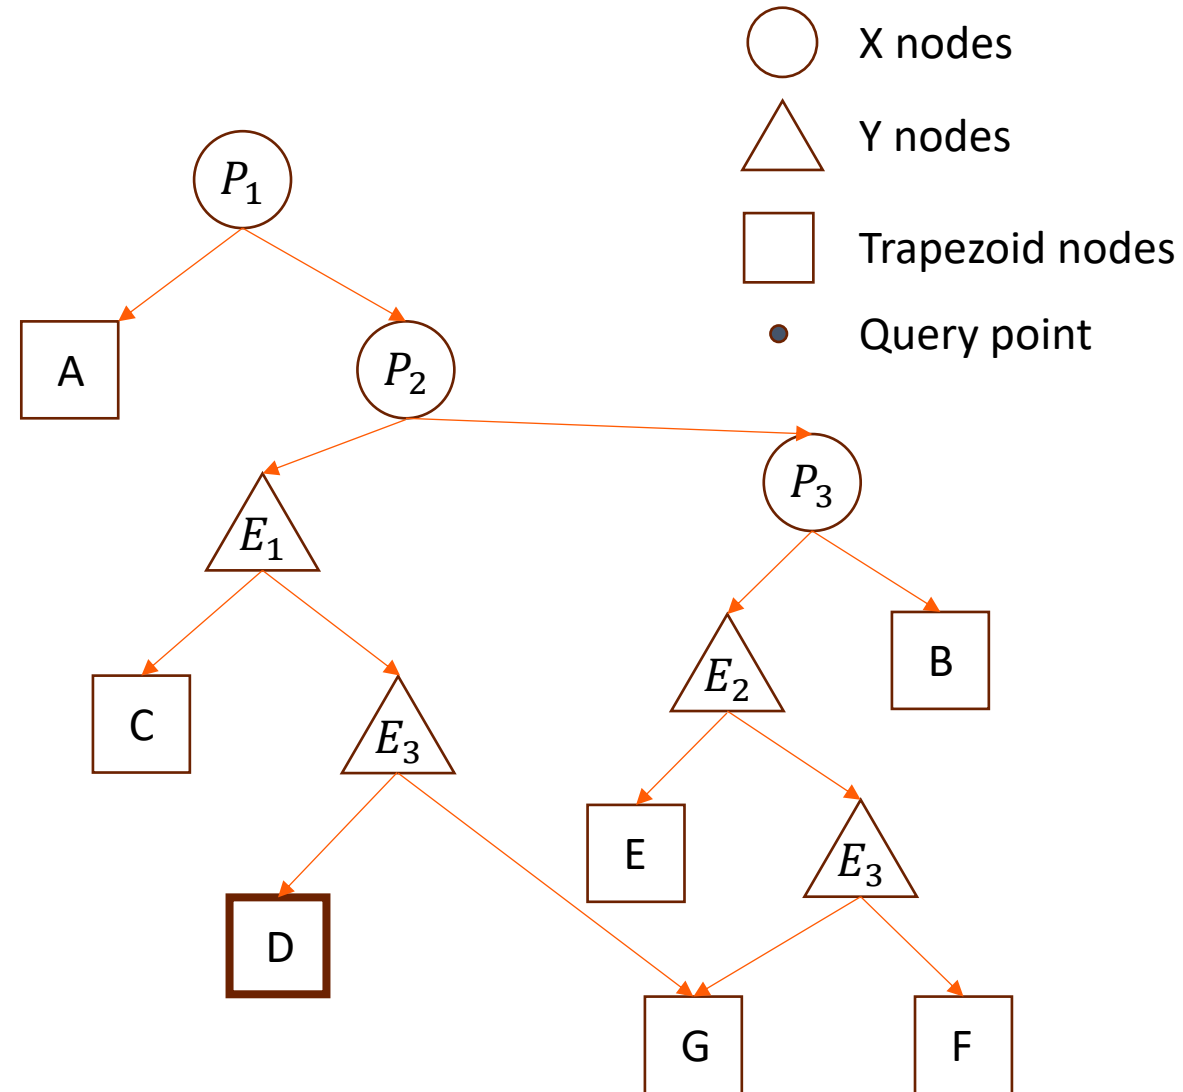 X nodes
Y nodes
P₁
Trapezoid nodes
Query point
A
P₂
P₃
E₁
B
E₂
C
E₃
E
E₃
D
G
F